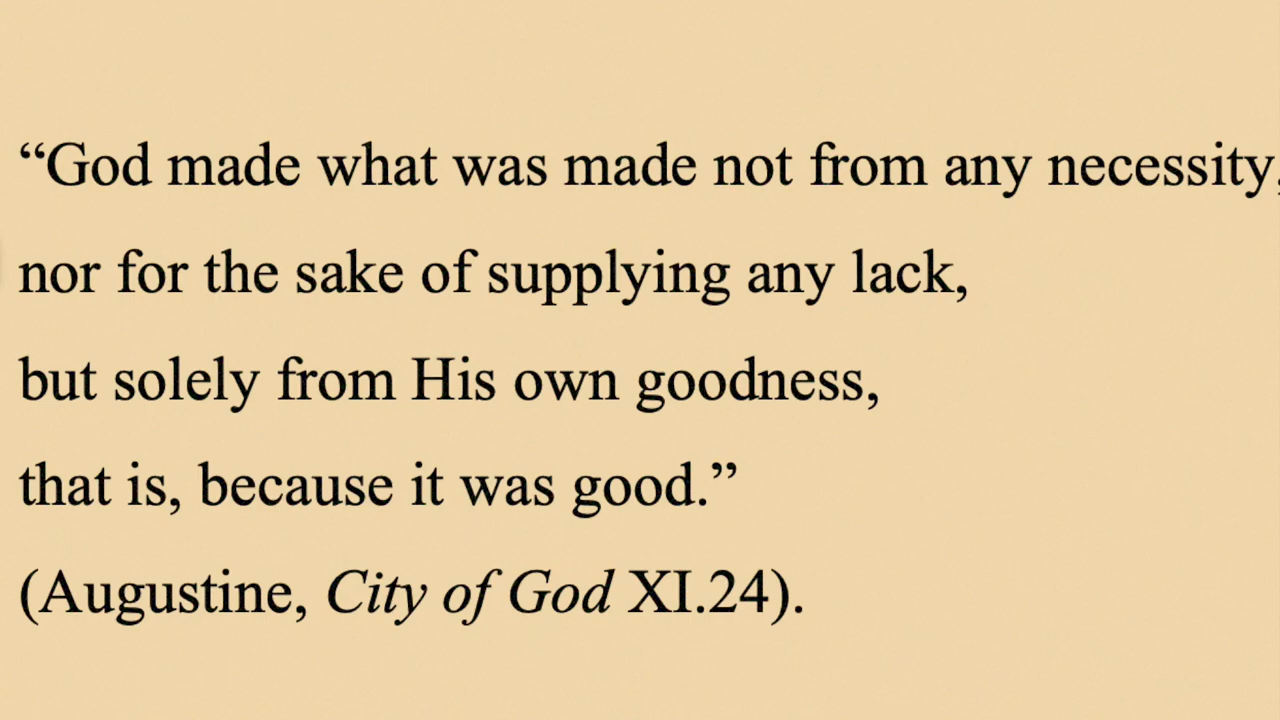 “God made what was made not from any necessity,
nor for the sake of supplying any lack,
but solely from His own goodness,
that is, because it was good.”
(Augustine, City of God XI.24).